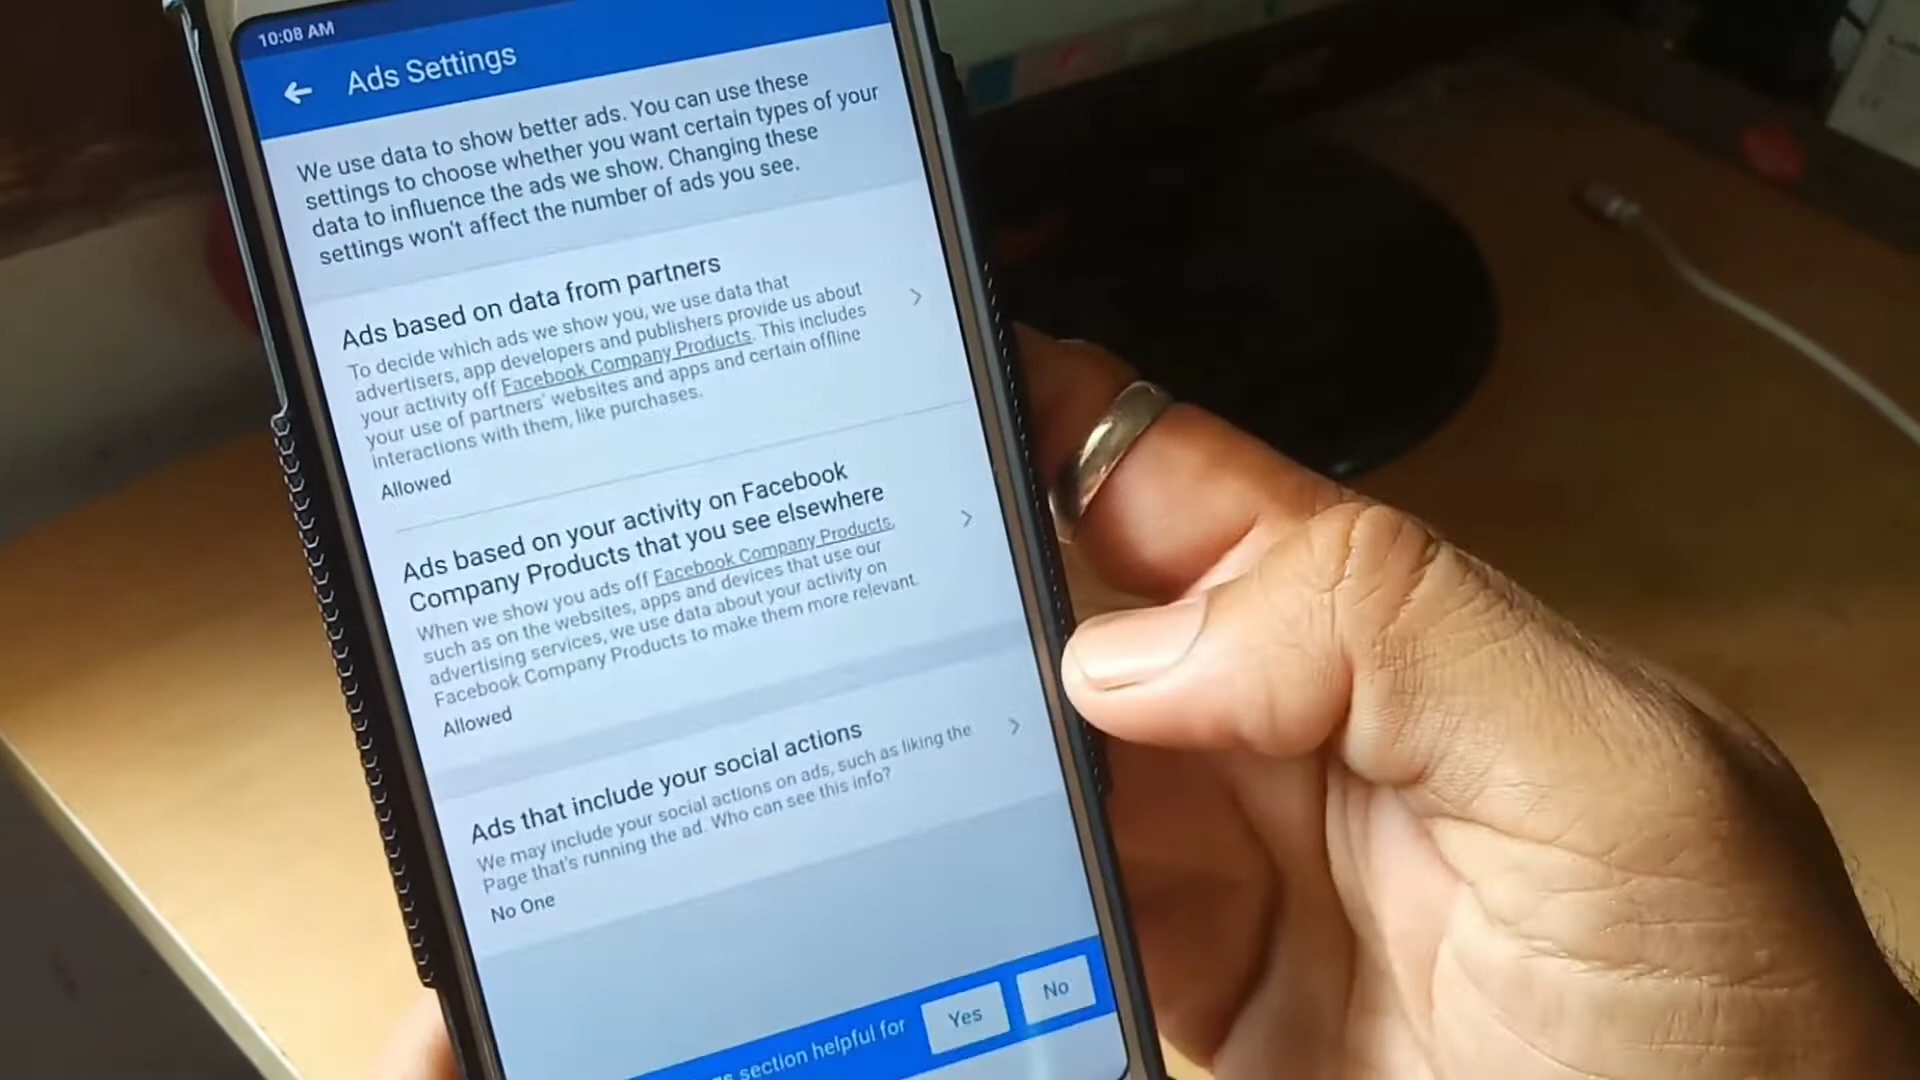 10:08 AM
Ads Settings
We use data to show better ads. You can use these
settings to choose whether you want certain types of your
data to influence the ads we show. Changing these
settings won't affect the number of ads you see.
Ads based on data from partners
To decide which ads we show you, we use data that
advertisers, app developers and publishers provide us about
your activity off Facebook Company Products. This includes
your use of partners' websites and apps and certain offline
interactions with them, like purchases.
Allowed
Ads based on your activity on Facebook
Company Products that you see elsewhere
When we show you ads off Facebook Company Products,
such as on the websites, apps and devices that use our
advertising services, we use data about your activity on
Facebook Company Products to make them more relevant.
Allowed
Ads that include your social actions
We may include your social actions on ads, such as liking the
Page that's running the ad. Who can see this info?
No One
section helpful for
Yes
No